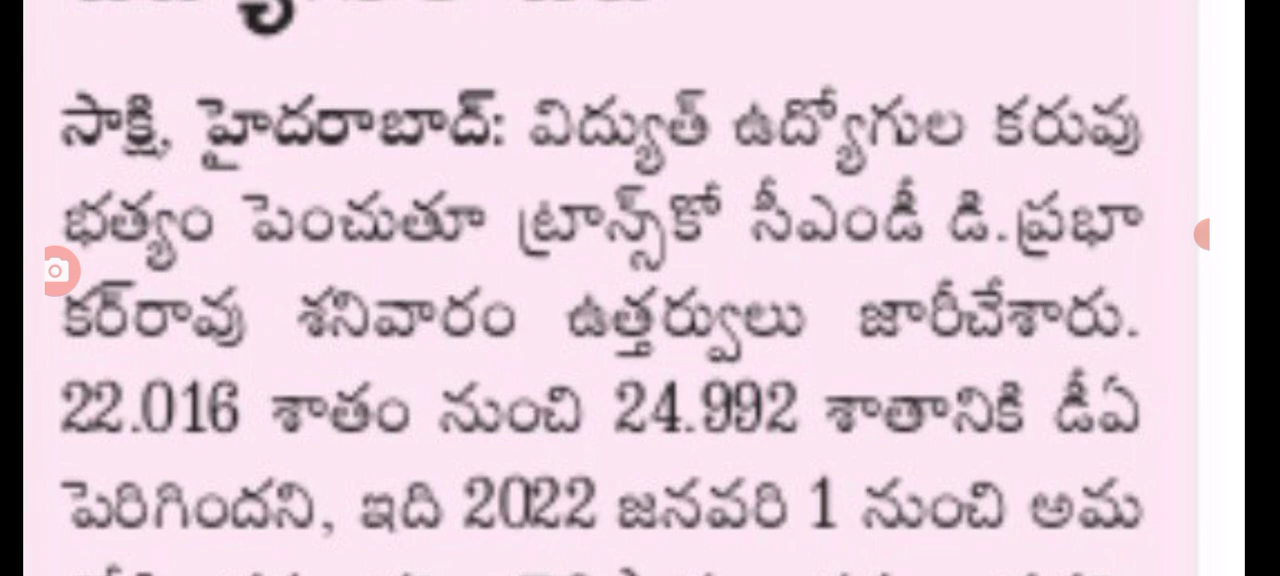 సాక్షి, హైదరాబాద్: విద్యుత్ ఉద్యోగుల కరువు
భత్యం పెంచుతూ ట్రాన్స్‌కో సీఎండీ డి.ప్రభా
కర్‌రావు శనివారం ఉత్తర్వులు జారీచేశారు.
22.016 శాతం నుంచి 24.992 శాతానికి డీఏ
పెరిగిందని, ఇది 2022 జనవరి 1 నుంచి అమ